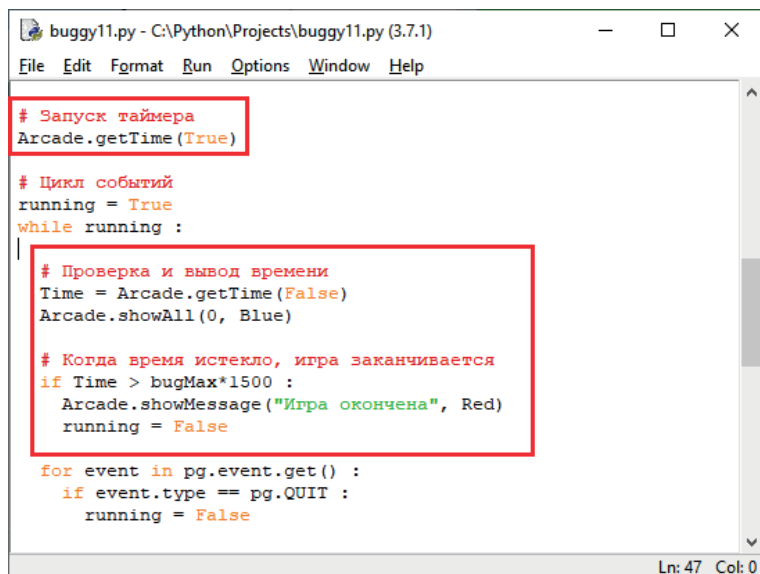 buggy11.py - C:\Python\Projects\buggy11.py (3.7.1)
File Edit Format Run Options Window Help
# Запуск таймера
Arcade.getTime(True)
# Цикл событий
running = True
while running :
# Проверка и вывод времени
Time = Arcade.getTime(False)
Arcade.showAll(0, Blue)
# Когда время истекло, игра заканчивается
if Time > bugMax*1500 :
Arcade.showMessage("Игра окончена", Red)
running = False
for event in pg.event.get() :
if event.type == pg.QUIT :
running = False
Ln: 47 Col: 0